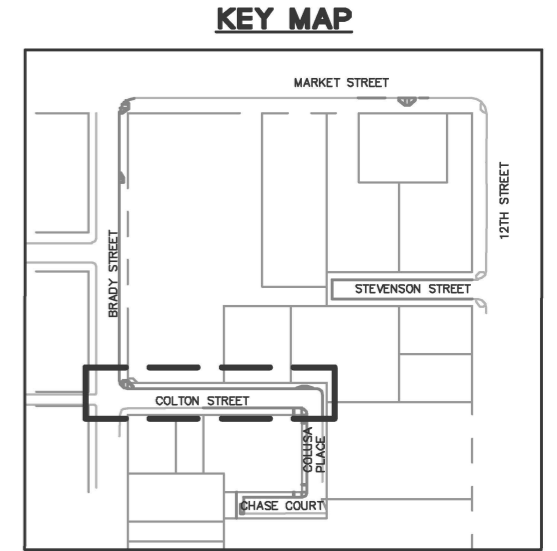 KEY MAP
MARKET STREET
12TH STREET
BRADY STREET
STEVENSON STREET
COLTON STREET
COLUSA
PLACE
CHASE COURT